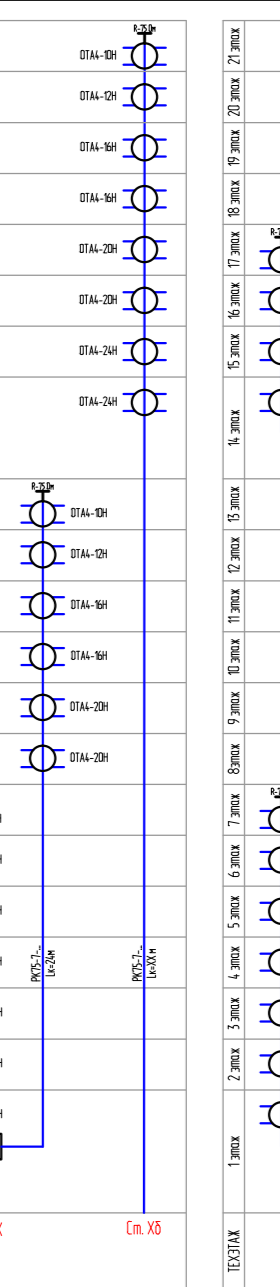 R-75 Ом
ОТА4-10Н
21 этаж
ОТА4-12Н
20 этаж
ОТА4-16Н
19 этаж
ОТА4-16Н
18 этаж
ОТА4-20Н
17 этаж
ОТА4-20Н
16 этаж
ОТА4-24Н
15 этаж
ОТА4-24Н
14 этаж
R-75 Ом
ОТА4-10Н
13 этаж
ОТА4-12Н
12 этаж
ОТА4-16Н
11 этаж
ОТА4-16Н
10 этаж
ОТА4-20Н
9 этаж
ОТА4-20Н
8 этаж
7 этаж
6 этаж
5 этаж
РК75-7-...
Lк=24м
РК75-7-...
Lк=XX м
4 этаж
3 этаж
2 этаж
1 этаж
Ст. Хб
ТЕХЭТАЖ